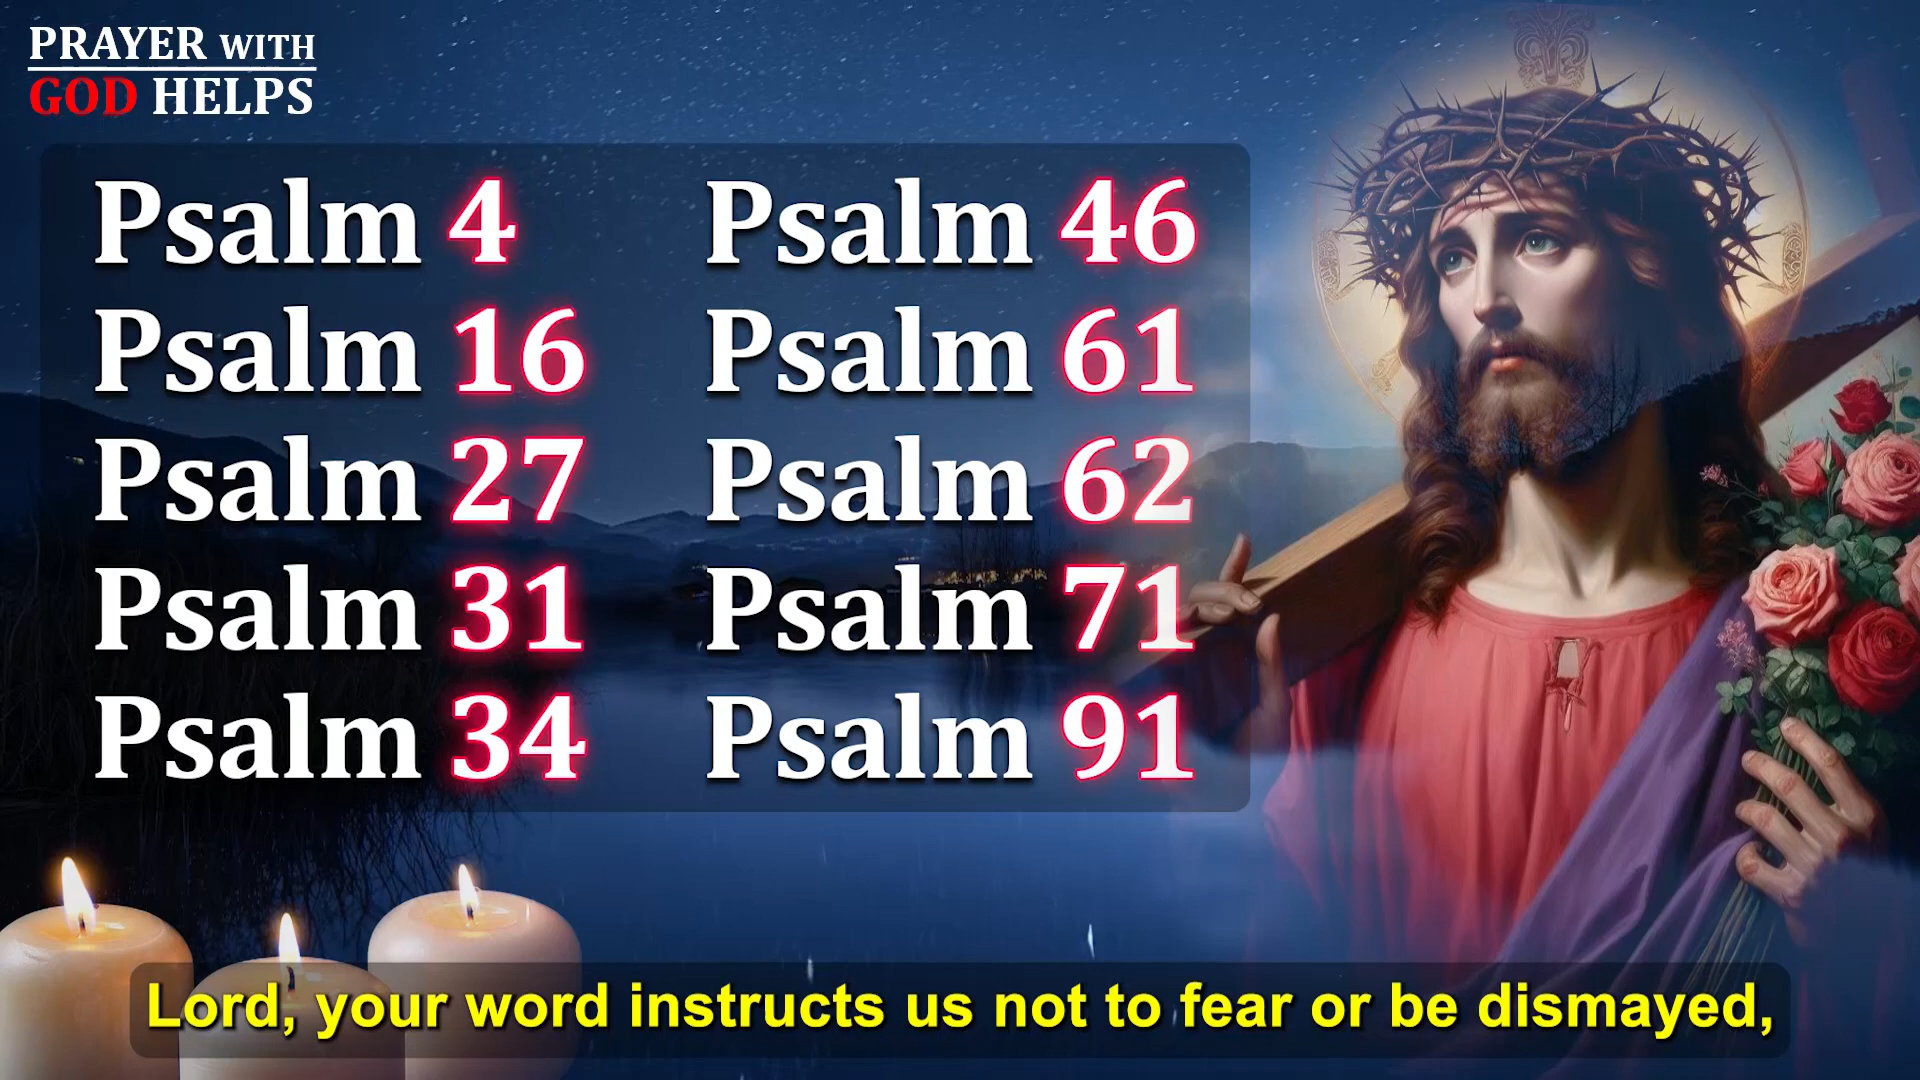 PRAYER WITH
GOD HELPS
Psalm 4
Psalm 16
Psalm 27
Psalm 31
Psalm 34
Psalm 46
Psalm 61
Psalm 62
Psalm 71
Psalm 91
Lord, your word instructs us not to fear or be dismayed,